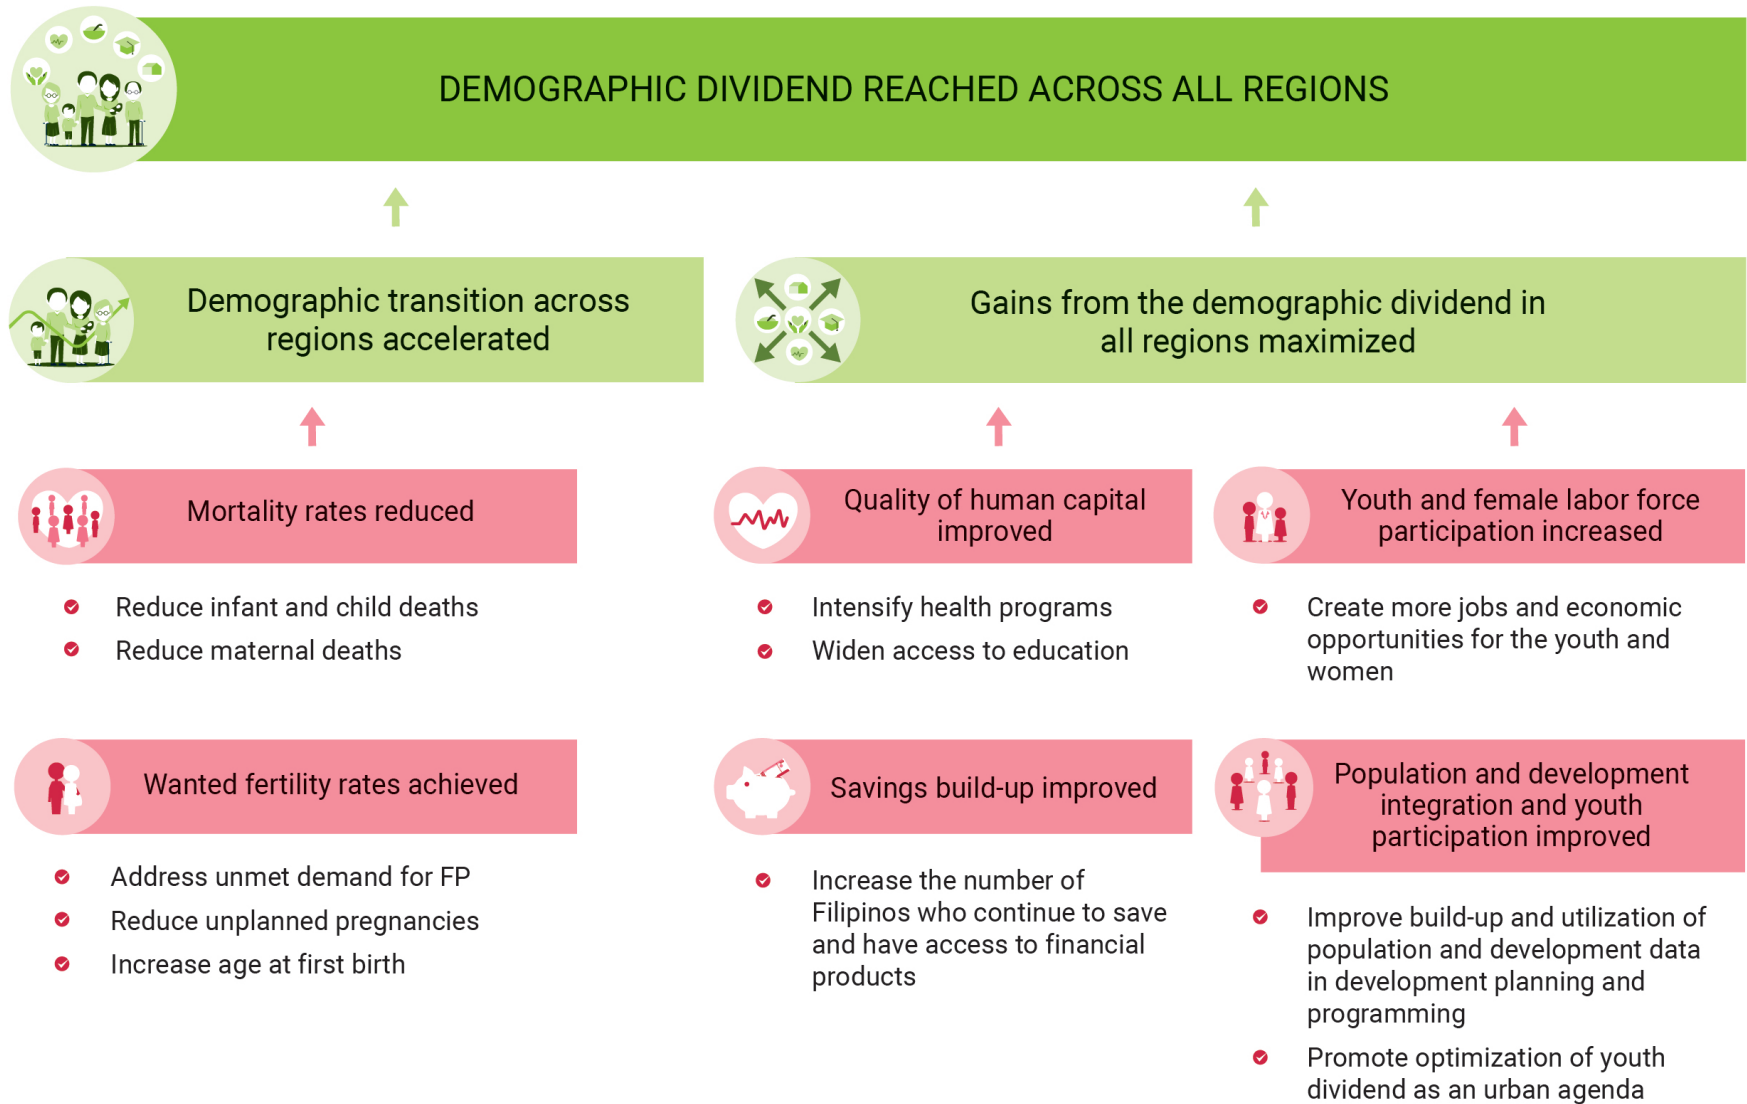 DEMOGRAPHIC DIVIDEND REACHED ACROSS ALL REGIONS
Demographic transition across
regions accelerated
Gains from the demographic dividend in
all regions maximized
Mortality rates reduced
Reduce infant and child deaths
Reduce maternal deaths
Wanted fertility rates achieved
Address unmet demand for FP
Reduce unplanned pregnancies
Increase age at first birth
Quality of human capital
improved
Intensify health programs
Widen access to education
Savings build-up improved
Increase the number of
Filipinos who continue to save
and have access to financial
products
Youth and female labor force
participation increased
Create more jobs and economic
opportunities for the youth and
women
Population and development
integration and youth
participation improved
Improve build-up and utilization of
population and development data
in development planning and
programming
Promote optimization of youth
dividend as an urban agenda